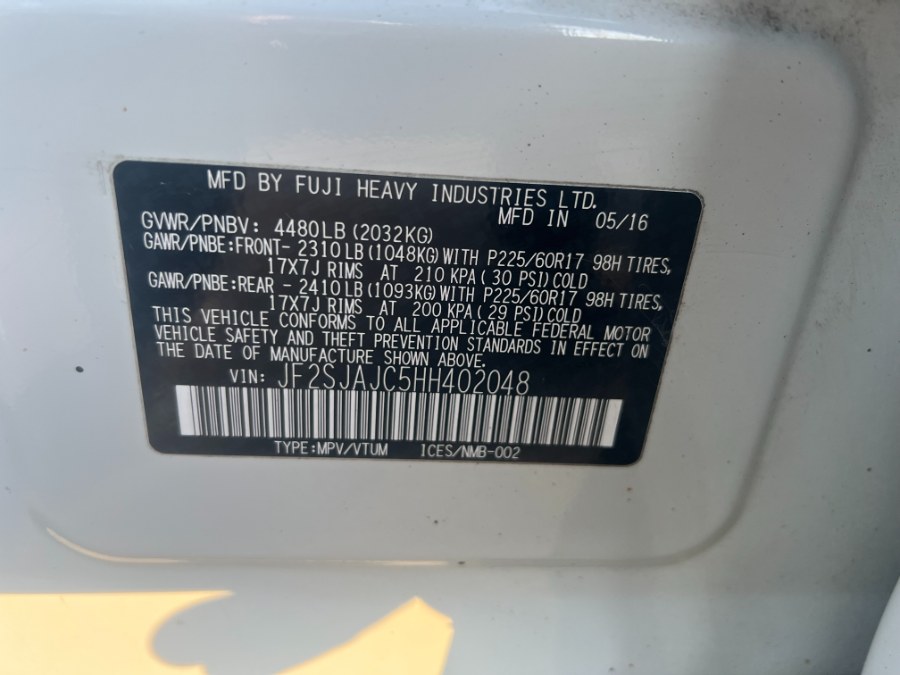 MFD BY FUJI HEAVY INDUSTRIES LTD.
MFD IN 05/16
GVWR/PNBV: 4480LB(2032KG)
GAWR/PNBE:FRONT- 2310LB(1048KG)WITH P225/60R17 98H TIRES,
17X7J RIMS AT 210 KPA(30 PSI)COLD
GAWR/PNBE:REAR - 2410LB(1093KG)WITH P225/60R17 98H TIRES,
17X7J RIMS AT 200 KPA(29 PSI)COLD
THIS VEHICLE CONFORMS TO ALL APPLICABLE FEDERAL MOTOR
VEHICLE SAFETY AND THEFT PREVENTION STANDARDS IN EFFECT ON
THE DATE OF MANUFACTURE SHOWN ABOVE.
VIN: JF2SJAJC5HH402048
TYPE:MPV/VTUM ICES/NMB-002